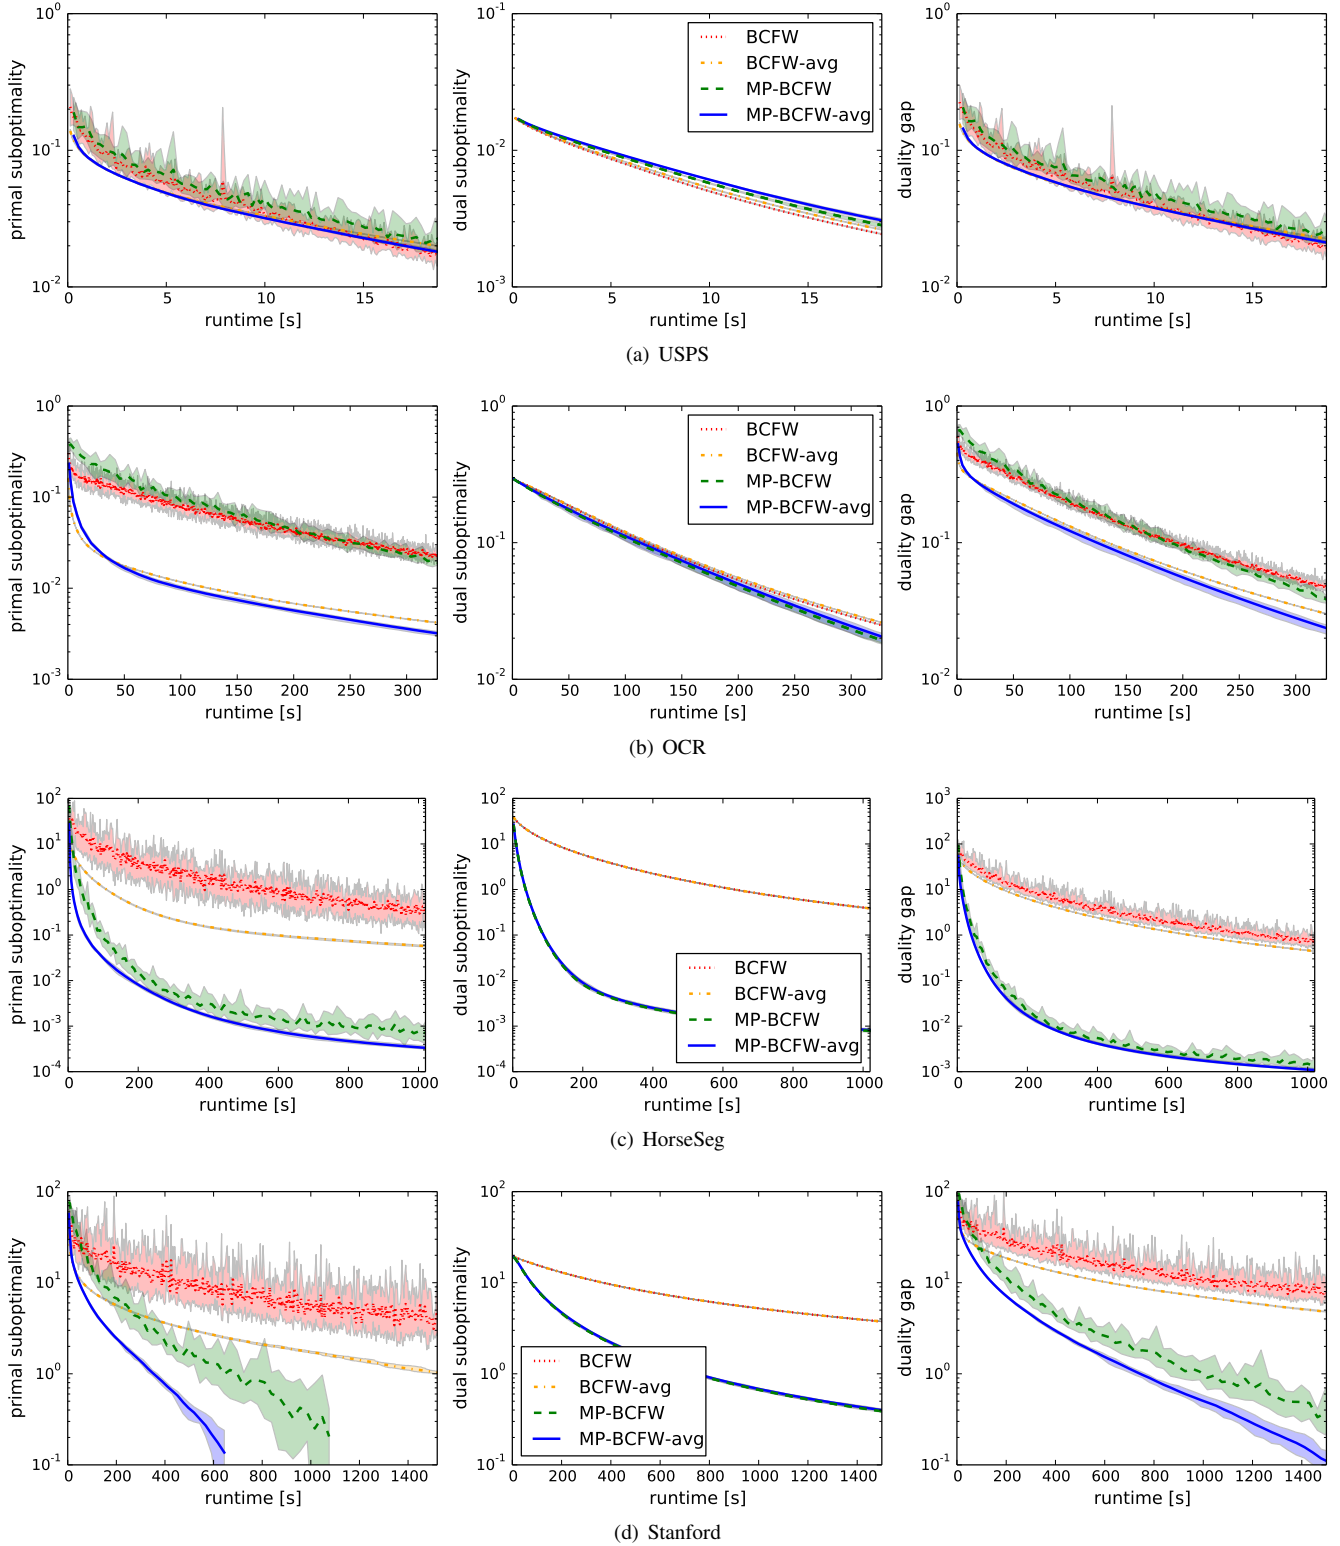 10^0
10^-1
10^-2
0 5 10 15
primal suboptimality
runtime [s]
10^-1
10^-2
10^-3
0 5 10 15
dual suboptimality
runtime [s]
BCFW
BCFW-avg
MP-BCFW
MP-BCFW-avg
10^0
10^-1
10^-2
0 5 10 15
duality gap
runtime [s]
(a) USPS
10^0
10^-1
10^-2
10^-3
0 50 100 150 200 250 300
primal suboptimality
runtime [s]
10^0
10^-1
10^-2
0 50 100 150 200 250 300
dual suboptimality
runtime [s]
BCFW
BCFW-avg
MP-BCFW
MP-BCFW-avg
10^0
10^-1
10^-2
0 50 100 150 200 250 300
duality gap
runtime [s]
(b) OCR
10^2
10^1
10^0
10^-1
10^-2
10^-3
10^-4
0 200 400 600 800 1000
primal suboptimality
runtime [s]
10^2
10^1
10^0
10^-1
10^-2
10^-3
10^-4
0 200 400 600 800 1000
dual suboptimality
runtime [s]
BCFW
BCFW-avg
MP-BCFW
MP-BCFW-avg
10^3
10^2
10^1
10^0
10^-1
10^-2
10^-3
0 200 400 600 800 1000
duality gap
runtime [s]
(c) HorseSeg
10^2
10^1
10^0
10^-1
0 200 400 600 800 1000 1200 1400
primal suboptimality
runtime [s]
10^2
10^1
10^0
10^-1
0 200 400 600 800 1000 1200 1400
dual suboptimality
runtime [s]
BCFW
BCFW-avg
MP-BCFW
MP-BCFW-avg
10^2
10^1
10^0
10^-1
0 200 400 600 800 1000 1200 1400
duality gap
runtime [s]
(d) Stanford